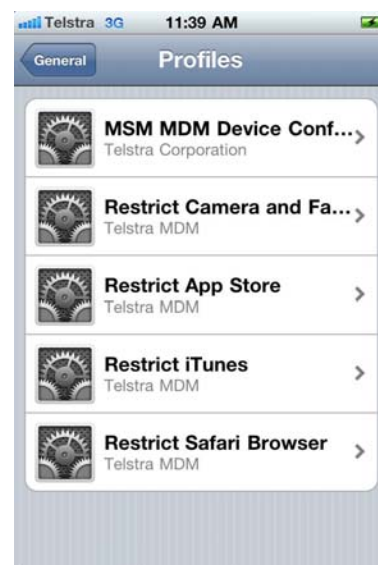 Telstra 3G 11:39 AM
General Profiles
MSM MDM Device Conf...
Telstra Corporation
Restrict Camera and Fa...
Telstra MDM
Restrict App Store
Telstra MDM
Restrict iTunes
Telstra MDM
Restrict Safari Browser
Telstra MDM